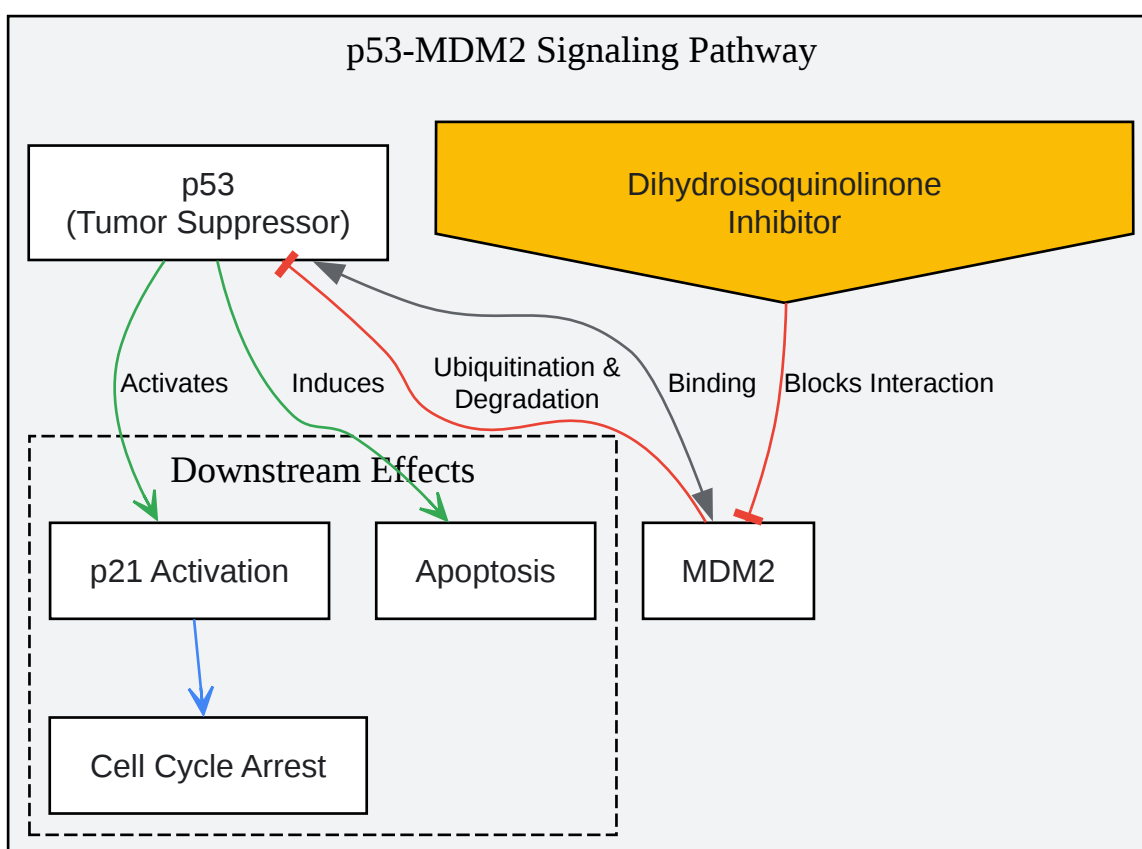 p53-MDM2 Signaling Pathway
p53
(Tumor Suppressor)
Dihydroisoquinolinone
Inhibitor
Activates
Induces
Ubiquitination &
Degradation
Binding
Blocks Interaction
Downstream Effects
p21 Activation
Apoptosis
MDM2
Cell Cycle Arrest